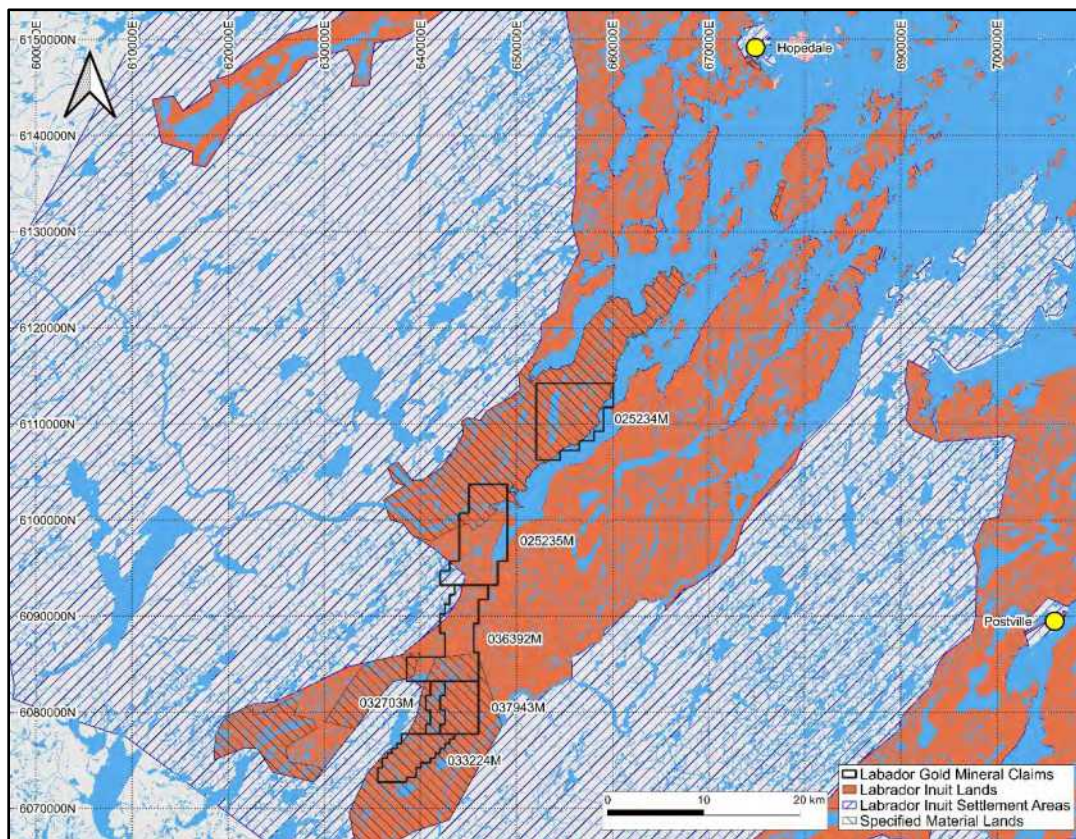 600000E
610000E
620000E
630000E
640000E
650000E
660000E
670000E
690000E
700000E
6150000N
Hopedale
6140000N
6130000N
6120000N
6110000N
025234M
6100000N
025235M
6090000N
Postville
036392M
6080000N
032703M
037943M
033224M
6070000N
0 10 20 km
Labador Gold Mineral Claims
Labrador Inuit Lands
Labrador Inuit Settlement Areas
Specified Material Lands